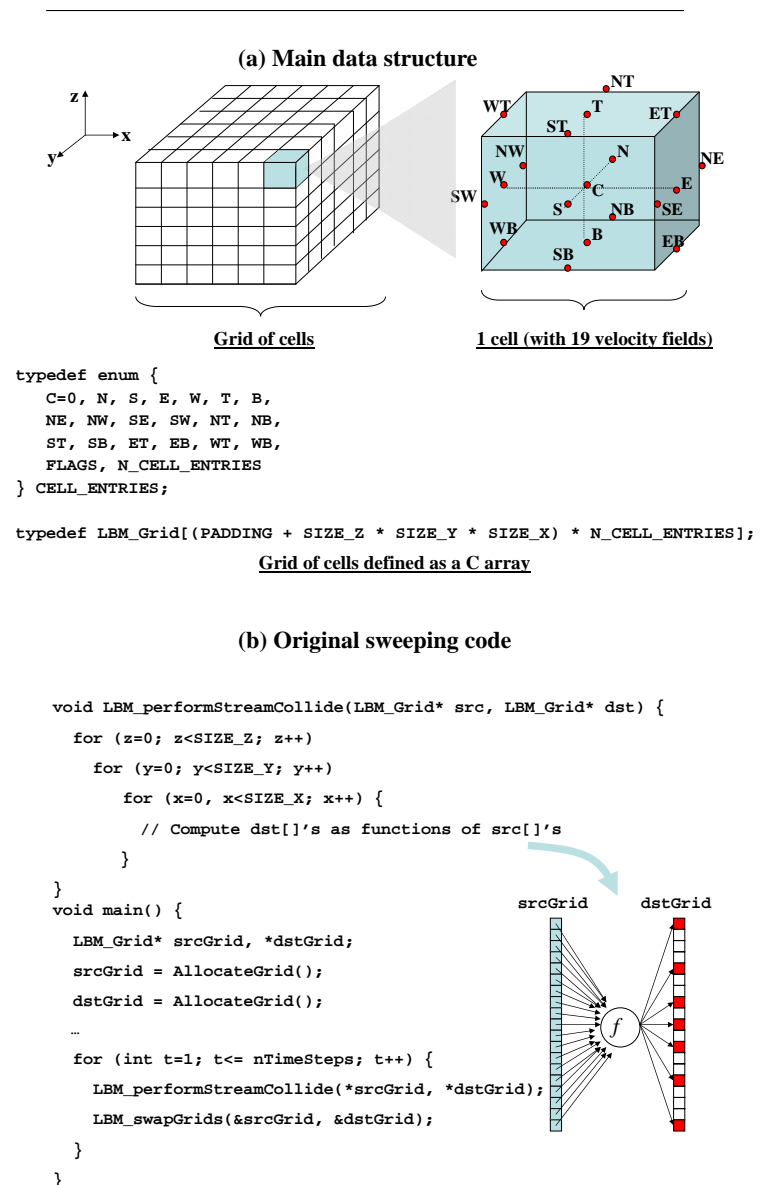 (a) Main data structure
z
x
y
NT
WT
T
ET
ST
NW
N
NE
W
C
E
SW
S
NB
SE
WB
B
EB
SB
Grid of cells
1 cell (with 19 velocity fields)
typedef enum {
C=0, N, S, E, W, T, B,
NE, NW, SE, SW, NT, NB,
ST, SB, ET, EB, WT, WB,
FLAGS, N_CELL_ENTRIES
} CELL_ENTRIES;
typedef LBM_Grid[(PADDING + SIZE_Z * SIZE_Y * SIZE_X) * N_CELL_ENTRIES];
Grid of cells defined as a C array
(b) Original sweeping code
void LBM_performStreamCollide(LBM_Grid* src, LBM_Grid* dst) {
for (z=0; z<SIZE_Z; z++)
for (y=0; y<SIZE_Y; y++)
for (x=0, x<SIZE_X; x++) {
// Compute dst[]’s as functions of src[]’s
}
}
void main() {
LBM_Grid* srcGrid, *dstGrid;
srcGrid = AllocateGrid();
dstGrid = AllocateGrid();
…
for (int t=1; t<= nTimeSteps; t++) {
LBM_performStreamCollide(*srcGrid, *dstGrid);
LBM_swapGrids(&srcGrid, &dstGrid);
}
}
srcGrid
dstGrid
f